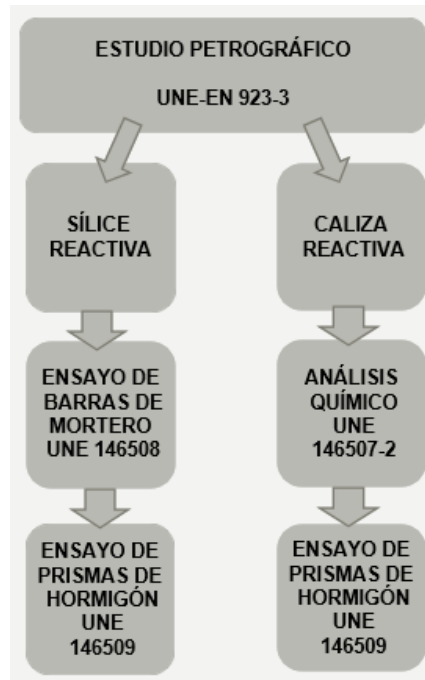 ESTUDIO PETROGRÁFICO
UNE-EN 923-3
SÍLICE
REACTIVA
CALIZA
REACTIVA
ENSAYO DE
BARRAS DE
MORTERO
UNE 146508
ANÁLISIS
QUÍMICO
UNE
146507-2
ENSAYO DE
PRISMAS DE
HORMIGÓN
UNE
146509
ENSAYO DE
PRISMAS DE
HORMIGÓN
UNE
146509